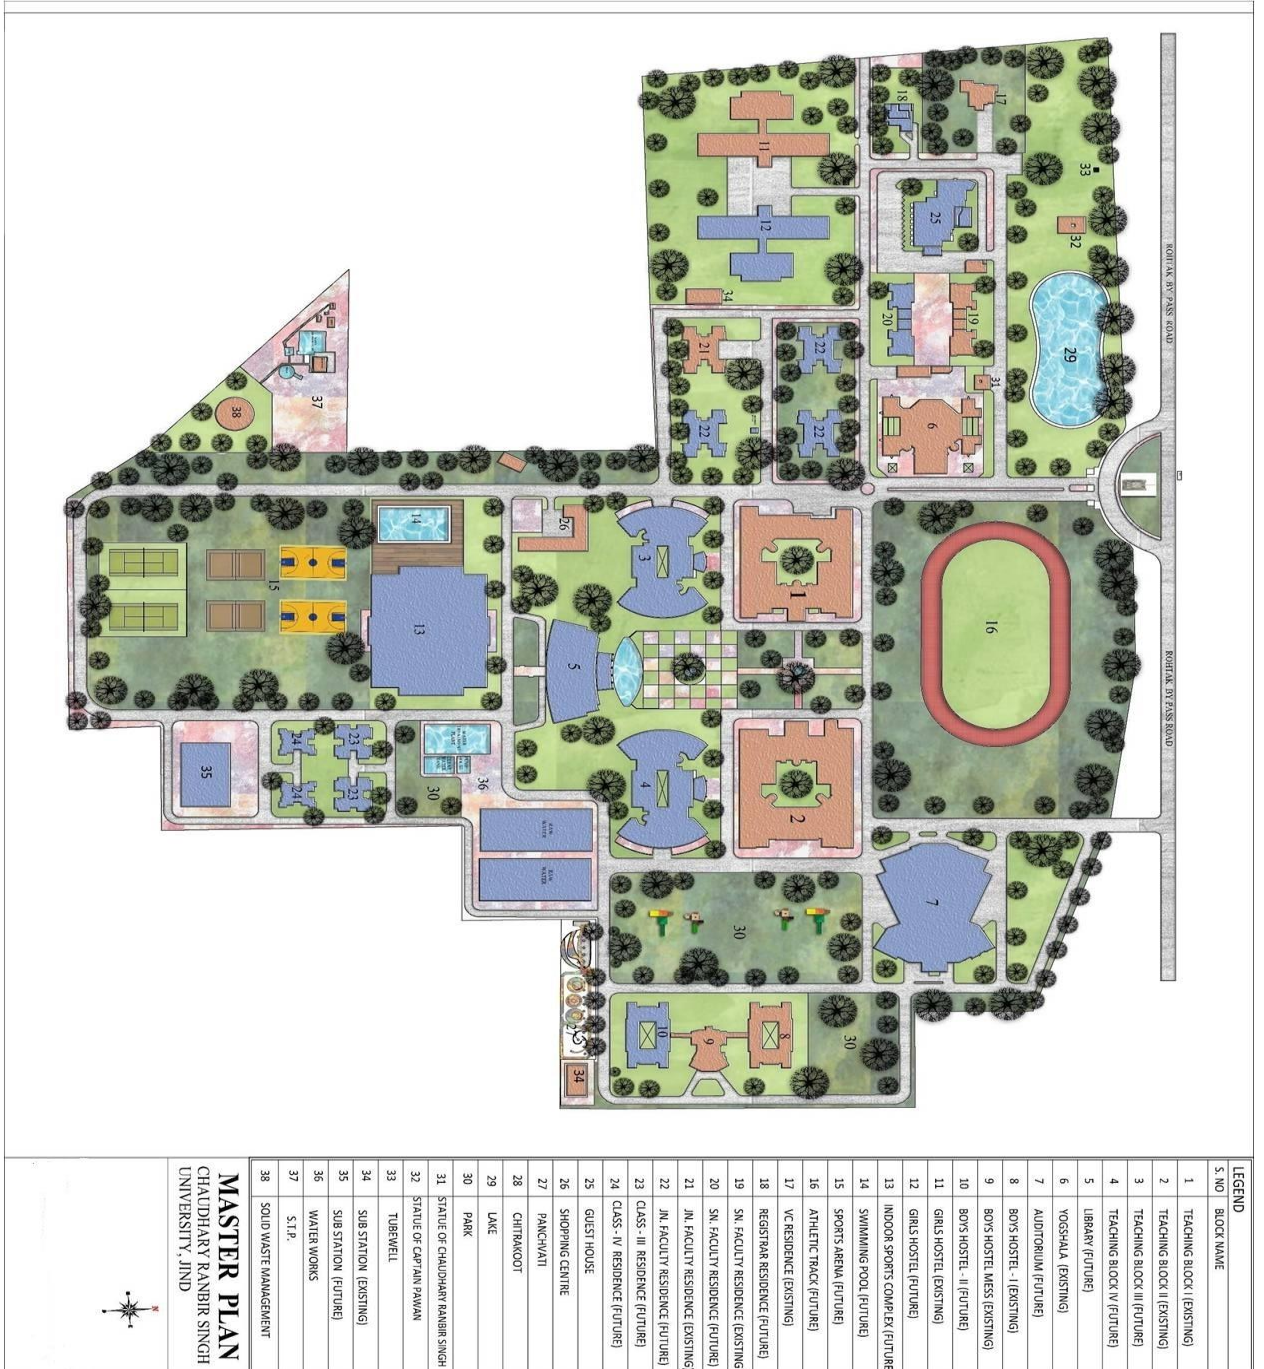 ROHTAK BY PASS ROAD
ROHTAK BY PASS ROAD
1
2
3
4
5
6
7
8
9
10
11
12
13
14
15
16
17
18
19
20
21
22
22
22
23
23
24
24
25
26
27
29
30
30
30
31
32
33
34
34
35
36
37
38
RAW WATER
RAW WATER
LEGEND
S. NO BLOCK NAME
1 TEACHING BLOCK I (EXISTING)
2 TEACHING BLOCK II (EXISTING)
3 TEACHING BLOCK III (FUTURE)
4 TEACHING BLOCK IV (FUTURE)
5 LIBRARY (FUTURE)
6 YOGSHALA (EXISTING)
7 AUDITORIUM (FUTURE)
8 BOYS HOSTEL - I (EXISTING)
9 BOYS HOSTEL MESS (EXISTING)
10 BOYS HOSTEL - II (FUTURE)
11 GIRLS HOSTEL (EXISTING)
12 GIRLS HOSTEL (FUTURE)
13 INDOOR SPORTS COMPLEX (FUTURE
14 SWIMMING POOL (FUTURE)
15 SPORTS ARENA (FUTURE)
16 ATHLETIC TRACK (FUTURE)
17 VC RESIDENCE (EXISTING)
18 REGISTRAR RESIDENCE (FUTURE)
19 SN. FACULTY RESIDENCE (EXISTING
20 SN. FACULTY RESIDENCE (FUTURE)
21 JN. FACULTY RESIDENCE (EXISTING)
22 JN. FACULTY RESIDENCE (FUTURE)
23 CLASS - III RESIDENCE (FUTURE)
24 CLASS - IV RESIDENCE (FUTURE)
25 GUEST HOUSE
26 SHOPPING CENTRE
27 PANCHVATI
28 CHITRAKOOT
29 LAKE
30 PARK
31 STATUE OF CHAUDHARY RANBIR SINGH
32 STATUE OF CAPTAIN PAWAN
33 TUBEWELL
34 SUB STATION (EXISTING)
35 SUB STATION (FUTURE)
36 WATER WORKS
37 S.T.P.
38 SOLID WASTE MANAGEMENT
MASTER PLAN
CHAUDHARY RANBIR SINGH
UNIVERSITY, JIND
N